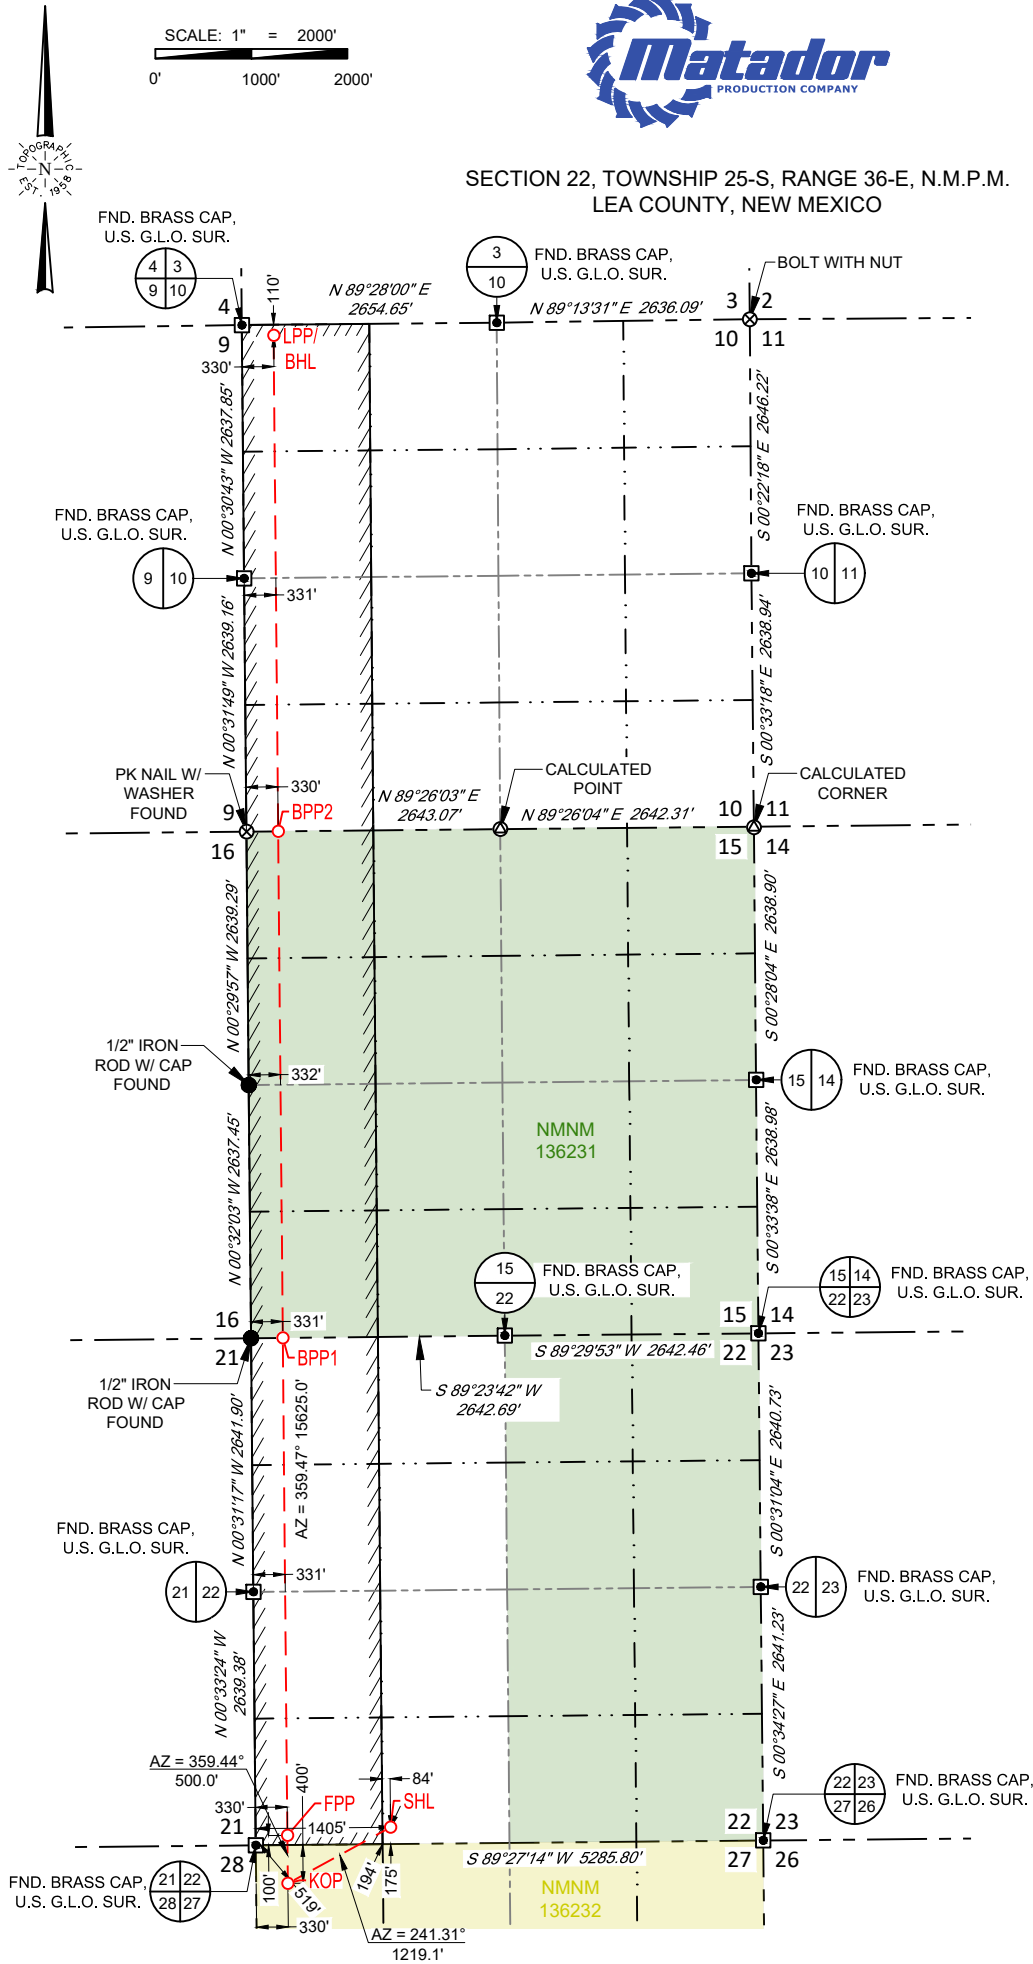 SCALE: 1" = 2000'
0' 1000' 2000'
TOPOGRAPHIC
N
EST. 1958
Matador
PRODUCTION COMPANY
SECTION 22, TOWNSHIP 25-S, RANGE 36-E, N.M.P.M.
LEA COUNTY, NEW MEXICO
FND. BRASS CAP,
U.S. G.L.O. SUR.
4 3
9 10
3
10
FND. BRASS CAP,
U.S. G.L.O. SUR.
BOLT WITH NUT
4
9
110'
N 89°28'00" E
2654.65'
N 89°13'31" E 2636.09'
3 2
10 11
LPP/
BHL
330'
N 00°30'43" W 2637.85'
S 00°22'18" E 2646.22'
FND. BRASS CAP,
U.S. G.L.O. SUR.
9 10
FND. BRASS CAP,
U.S. G.L.O. SUR.
10 11
331'
N 00°31'49" W 2639.16'
S 00°33'18" E 2638.94'
PK NAIL W/
WASHER
FOUND
9
16
330'
BPP2
N 89°26'03" E
2643.07'
CALCULATED
POINT
N 89°26'04" E 2642.31'
CALCULATED
CORNER
10 11
15 14
N 00°29'57" W 2639.29'
S 00°28'04" E 2638.90'
1/2" IRON
ROD W/ CAP
FOUND
332'
15 14
FND. BRASS CAP,
U.S. G.L.O. SUR.
NMNM
136231
N 00°32'03" W 2637.45'
S 00°33'38" E 2638.98'
15
22
FND. BRASS CAP,
U.S. G.L.O. SUR.
15 14
22 23
FND. BRASS CAP,
U.S. G.L.O. SUR.
16
21
331'
BPP1
15 14
22 23
S 89°29'53" W 2642.46'
S 89°23'42" W
2642.69'
1/2" IRON
ROD W/ CAP
FOUND
N 00°31'17" W 2641.90'
AZ = 359.47° 15625.0'
S 00°31'04" E 2640.73'
FND. BRASS CAP,
U.S. G.L.O. SUR.
21 22
331'
22 23
FND. BRASS CAP,
U.S. G.L.O. SUR.
N 00°33'24" W
2639.38'
S 00°34'27" E 2641.23'
AZ = 359.44°
500.0'
400'
84'
330'
FPP
SHL
22 23
27 26
FND. BRASS CAP,
U.S. G.L.O. SUR.
21
28
1405'
22 23
27 26
S 89°27'14" W 5285.80'
FND. BRASS CAP,
U.S. G.L.O. SUR.
21 22
28 27
100'
519'
KOP
194'
175'
330'
NMNM
136232
AZ = 241.31°
1219.1'